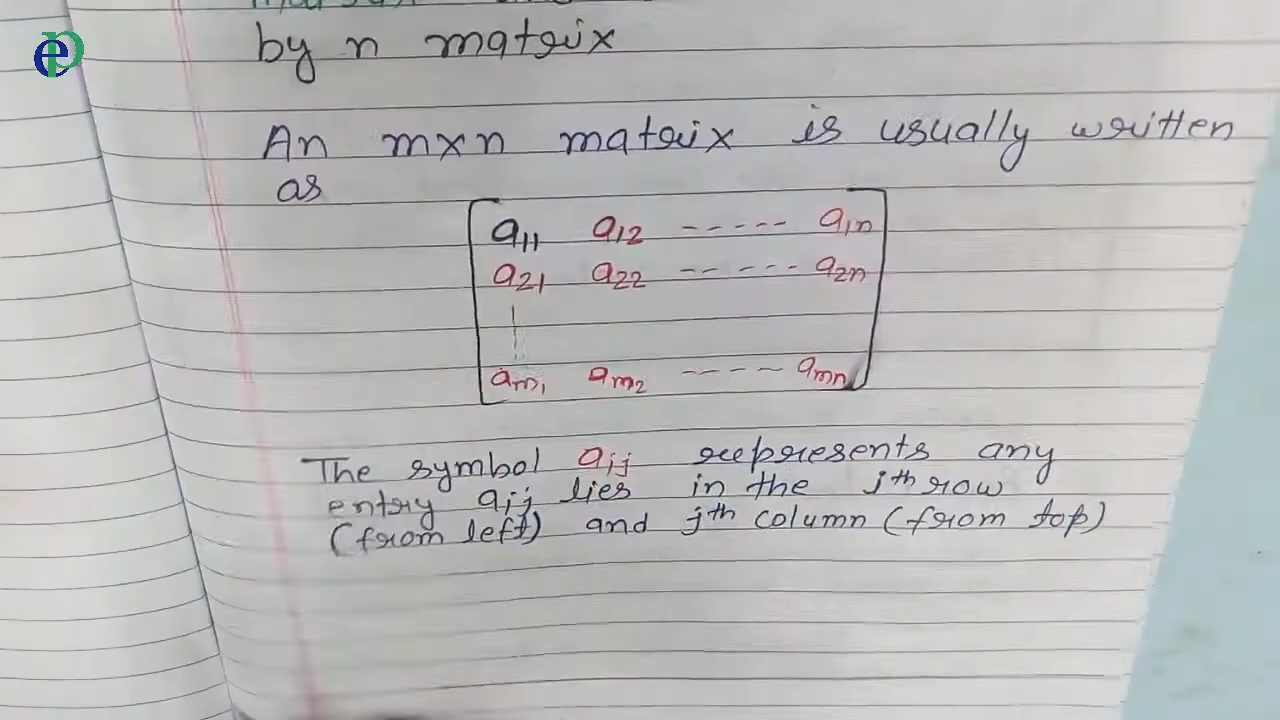 by n matrix
An m×n matrix is usually written
as
a11 a12 ----- a1n
a21 a22 ------ a2n
am1 am2 ----- amn
The symbol aij represents any
entry aij lies in the jth row
(from left) and jth column (from top)